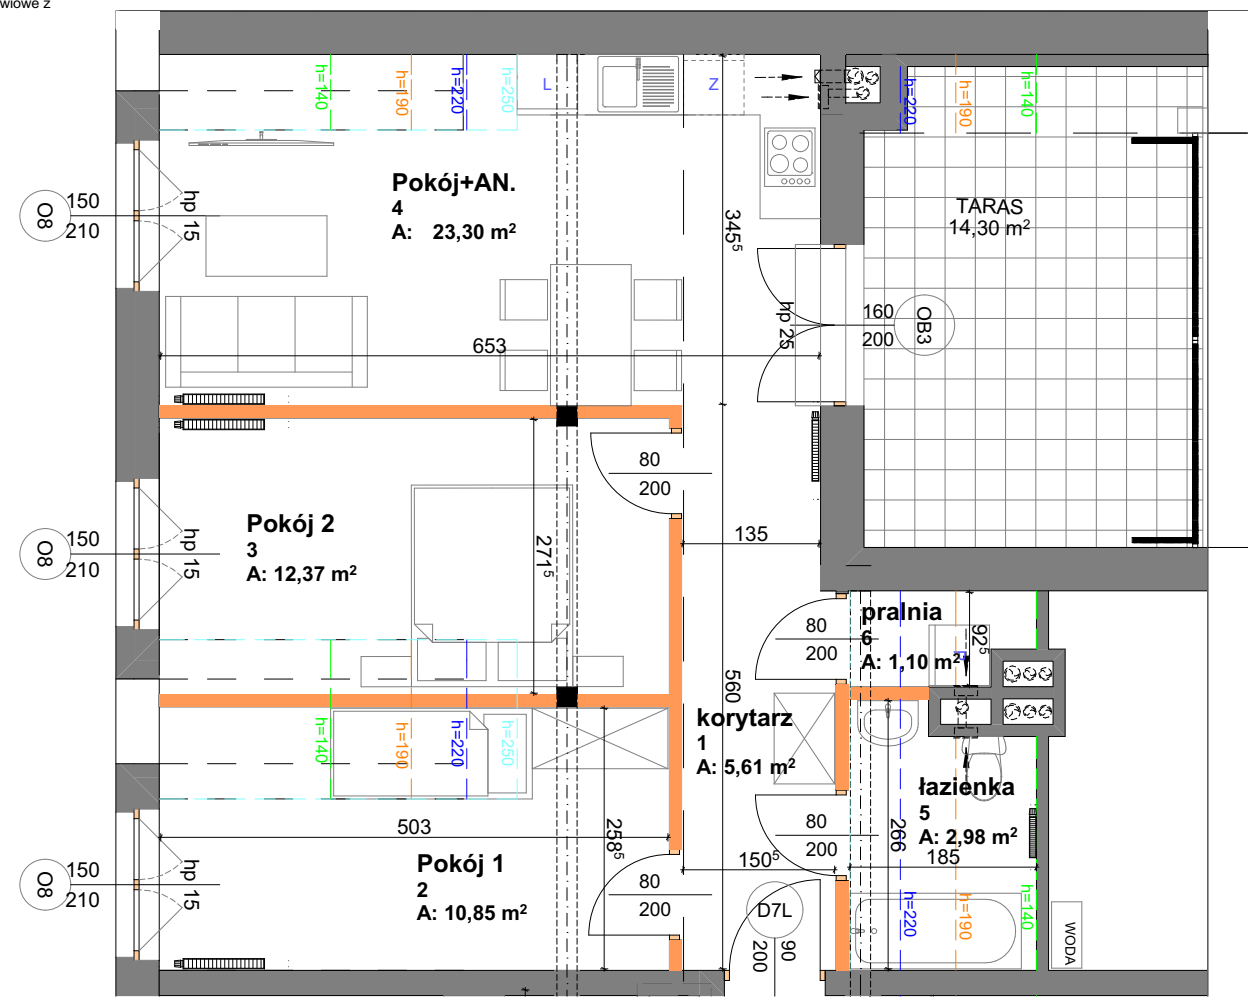 wiowe z
h=140
h=190
h=220
h=250
L
Z
h=220
h=190
h=140
Pokój+AN.
4
A: 23,30 m²
TARAS
14,30 m²
O8
150
210
hp 15
345⁵
hp 25
160
200
OB3
653
80
200
Pokój 2
3
A: 12,37 m²
O8
150
210
hp 15
271⁵
135
80
200
pralnia
6
A: 1,10 m²
92⁵
560
korytarz
1
A: 5,61 m²
h=140
h=190
h=220
h=250
łazienka
5
A: 2,98 m²
503
258⁵
80
200
266
185
150⁵
Pokój 1
2
A: 10,85 m²
O8
150
210
hp 15
80
200
D7L
90
200
h=220
h=190
h=140
WODA